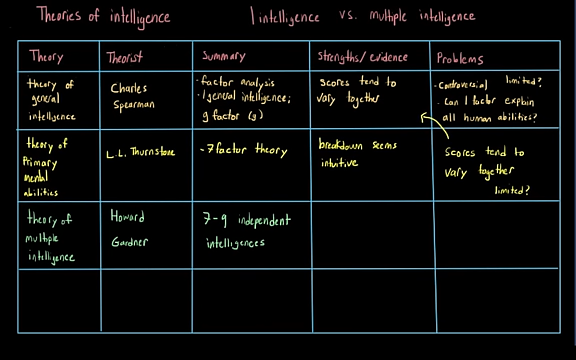 Theories of intelligence    1 intelligence vs. multiple intelligence
Theory    Theorist    Summary    Strengths/evidence    Problems
theory of
general
intelligence
Charles
Spearman
- factor analysis
- 1 general intelligence;
g factor (g)
scores tend to
vary together
- Controversial    limited?
- Can 1 factor explain
all human abilities?
theory of
Primary
mental
abilities
L.L. Thurnstone
- 7 factor theory
breakdown seems
intuitive
Scores tend to
vary together
limited?
theory of
multiple
intelligence
Howard
Gardner
7-9 independent
intelligences